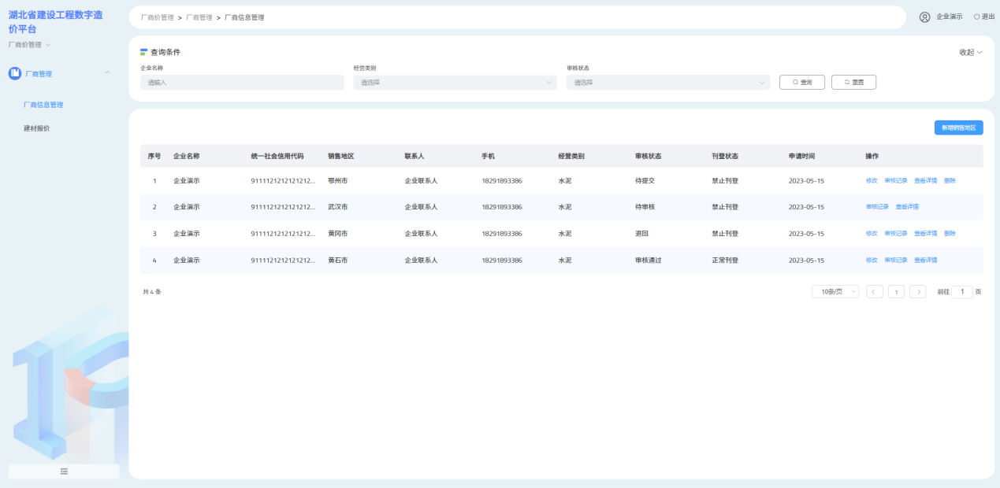 湖北省建设工程数字造
价平台
厂商价管理
厂商管理
厂商信息管理
建材报价
厂商价管理 > 厂商管理 > 厂商信息管理
企业演示 退出
查询条件 收起
企业名称 经营类别 审核状态
请输入 请选择 请选择 查询 重置
新增销售地区
序号 企业名称 统一社会信用代码 销售地区 联系人 手机 经营类别 审核状态 刊登状态 申请时间 操作
1 企业演示 9111121212121212... 鄂州市 企业联系人 18291893386 水泥 待提交 禁止刊登 2023-05-15 修改 审核记录 查看详情 删除
2 企业演示 9111121212121212... 武汉市 企业联系人 18291893386 水泥 待审核 禁止刊登 2023-05-15 审核记录 查看详情
3 企业演示 9111121212121212... 黄冈市 企业联系人 18291893386 水泥 退回 禁止刊登 2023-05-15 修改 审核记录 查看详情 删除
4 企业演示 9111121212121212... 黄石市 企业联系人 18291893386 水泥 审核通过 正常刊登 2023-05-15 修改 审核记录 查看详情
共 4 条 10条/页 < 1 > 前往 1 页